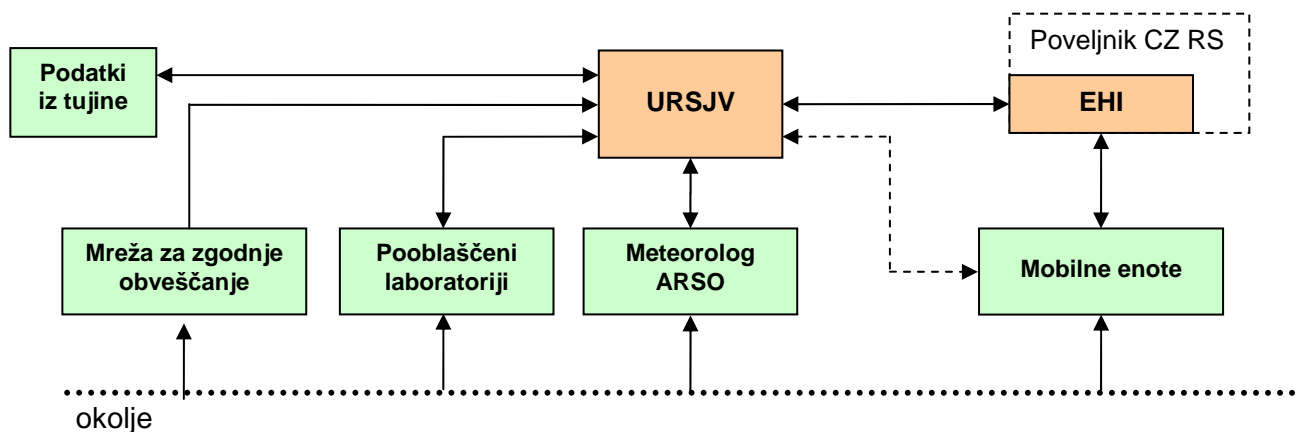 Poveljnik CZ RS
Podatki
iz tujine
URSJV
EHI
Mreža za zgodnje
obveščanje
Pooblaščeni
laboratoriji
Meteorolog
ARSO
Mobilne enote
okolje